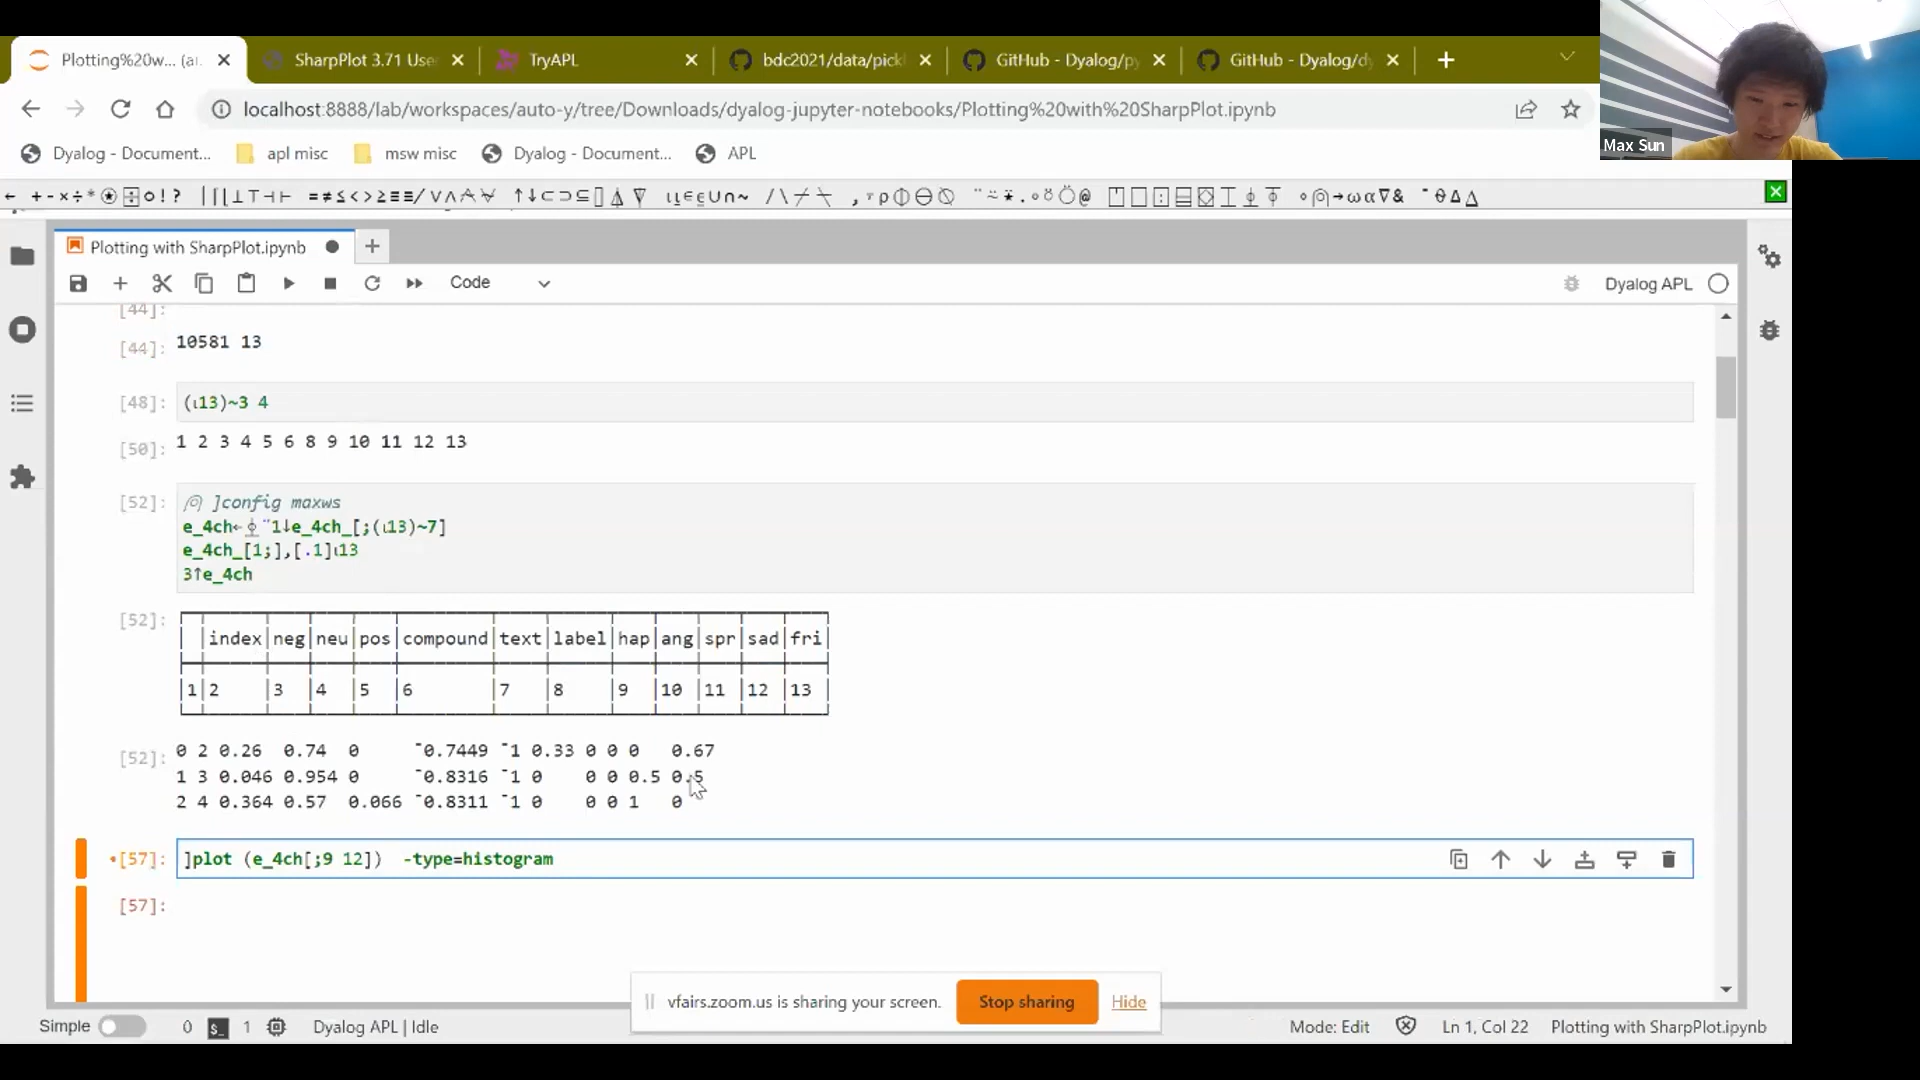 Plotting%20w... (au
SharpPlot 3.71 Use
TryAPL
bdc2021/data/pick
GitHub - Dyalog/py
GitHub - Dyalog/dy
localhost:8888/lab/workspaces/auto-y/tree/Downloads/dyalog-jupyter-notebooks/Plotting%20with%20SharpPlot.ipynb
Dyalog - Document...
apl misc
msw misc
Dyalog - Document...
APL
Max Sun
Plotting with SharpPlot.ipynb
Code
Dyalog APL
[44]:
[44]: 10581 13
[48]: (⍳13)~3 4
[50]: 1 2 3 4 5 6 8 9 10 11 12 13
[52]: ⍝ ]config maxws
e_4ch←⍎¨1↓e_4ch_[;(⍳13)~7]
e_4ch_[1;],[.1]⍳13
3↑e_4ch
[52]:
index neg neu pos compound text label hap ang spr sad fri
1 2 3 4 5 6 7 8 9 10 11 12 13
[52]: 0 2 0.26 0.74 0 ¯0.7449 ¯1 0.33 0 0 0 0.67
1 3 0.046 0.954 0 ¯0.8316 ¯1 0 0 0 0.5 0.5
2 4 0.364 0.57 0.066 ¯0.8311 ¯1 0 0 0 1 0
[57]: ]plot (e_4ch[;9 12]) -type=histogram
[57]:
vfairs.zoom.us is sharing your screen.
Stop sharing
Hide
Simple
0
1
Dyalog APL | Idle
Mode: Edit
Ln 1, Col 22
Plotting with SharpPlot.ipynb